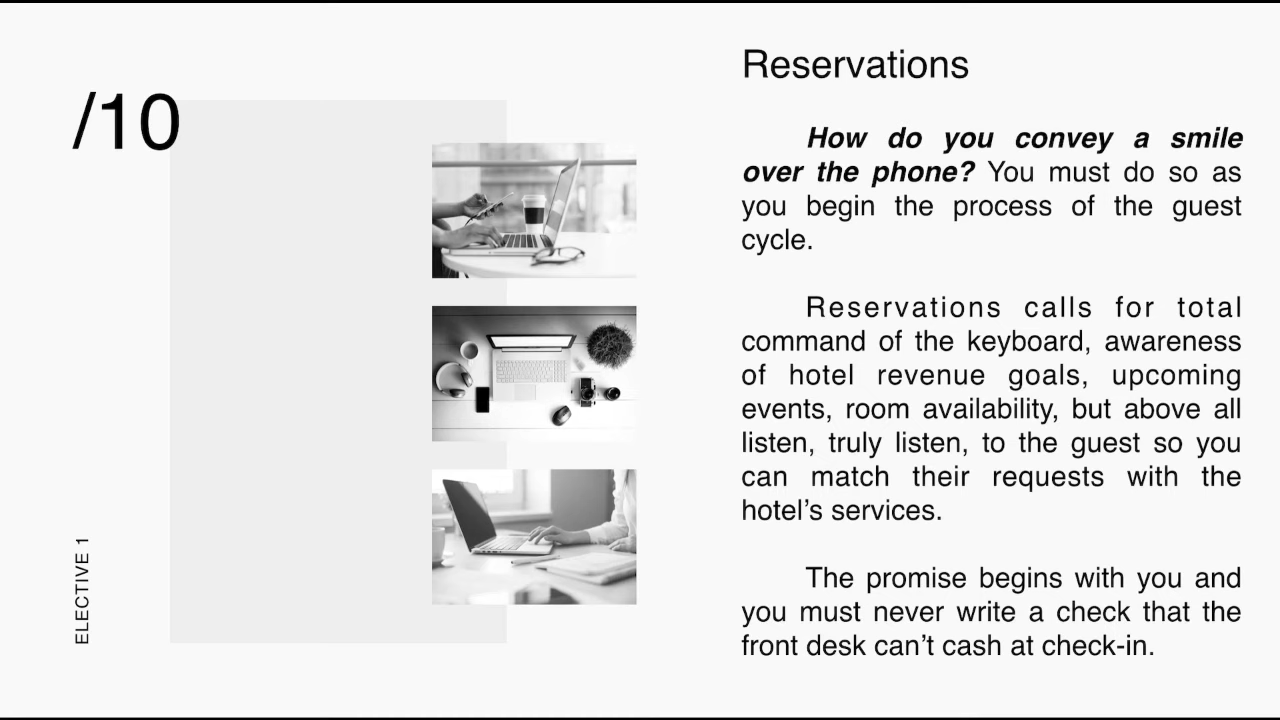 /10
ELECTIVE 1
Reservations
How do you convey a smile
over the phone? You must do so as
you begin the process of the guest
cycle.
Reservations calls for total
command of the keyboard, awareness
of hotel revenue goals, upcoming
events, room availability, but above all
listen, truly listen, to the guest so you
can match their requests with the
hotel’s services.
The promise begins with you and
you must never write a check that the
front desk can’t cash at check-in.